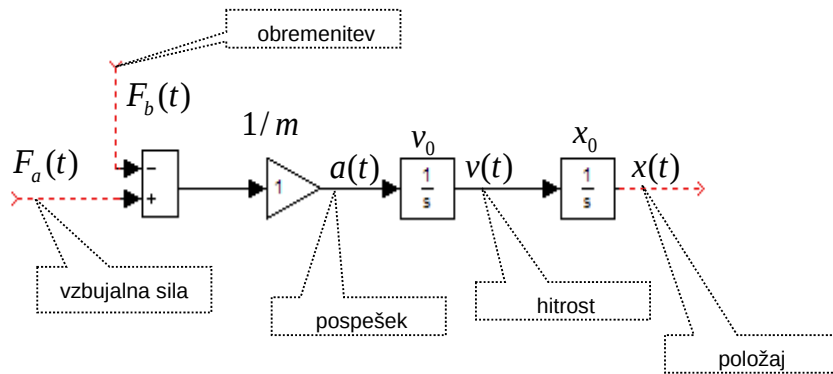 obremenitev
F_b(t)
1/m
v_0
x_0
F_a(t)
−
+
1
a(t)
1
s
v(t)
1
s
x(t)
vzbujalna sila
pospešek
hitrost
položaj